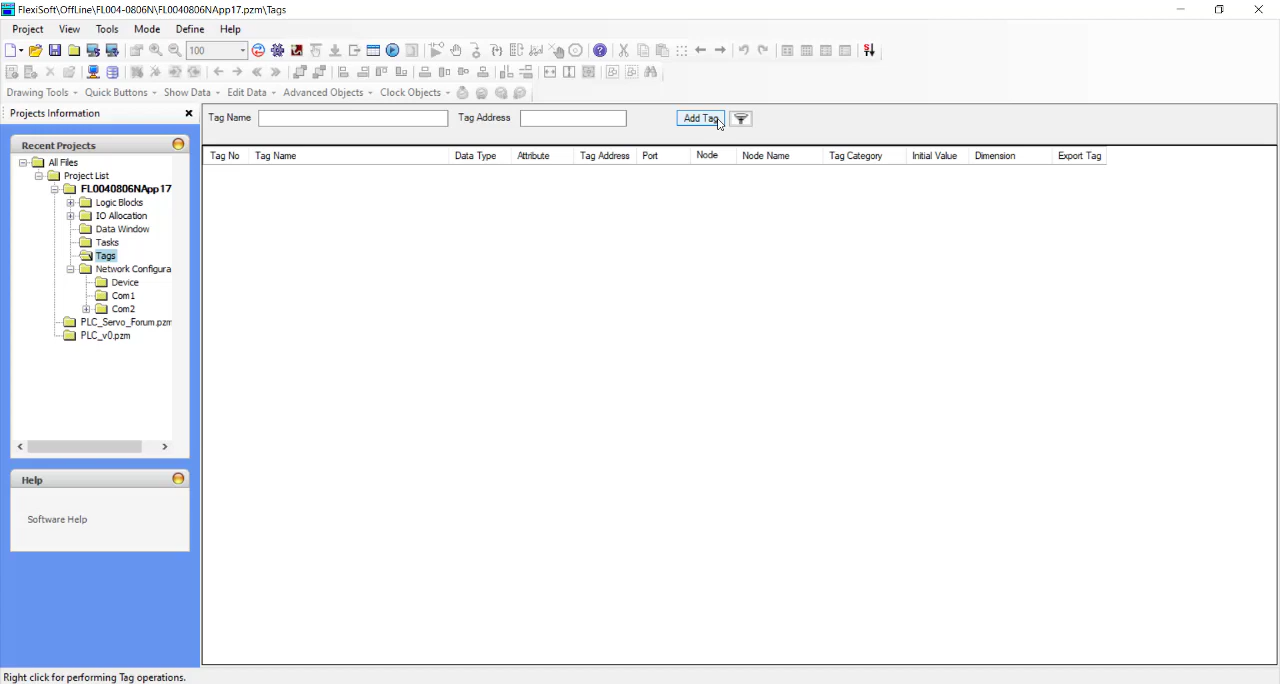 FlexiSoft\OffLine\FL004-0806N\FL0040806NApp17.pzm\Tags
Project View Tools Mode Define Help
100
Drawing Tools Quick Buttons Show Data Edit Data Advanced Objects Clock Objects
Projects Information
Tag Name Tag Address Add Tag
Recent Projects
Tag No Tag Name Data Type Attribute Tag Address Port Node Node Name Tag Category Initial Value Dimension Export Tag
All Files
Project List
FL0040806NApp17
Logic Blocks
IO Allocation
Data Window
Tasks
Tags
Network Configura
Device
Com1
Com2
PLC_Servo_Forum.pzm
PLC_v0.pzm
Help
Software Help
Right click for performing Tag operations.